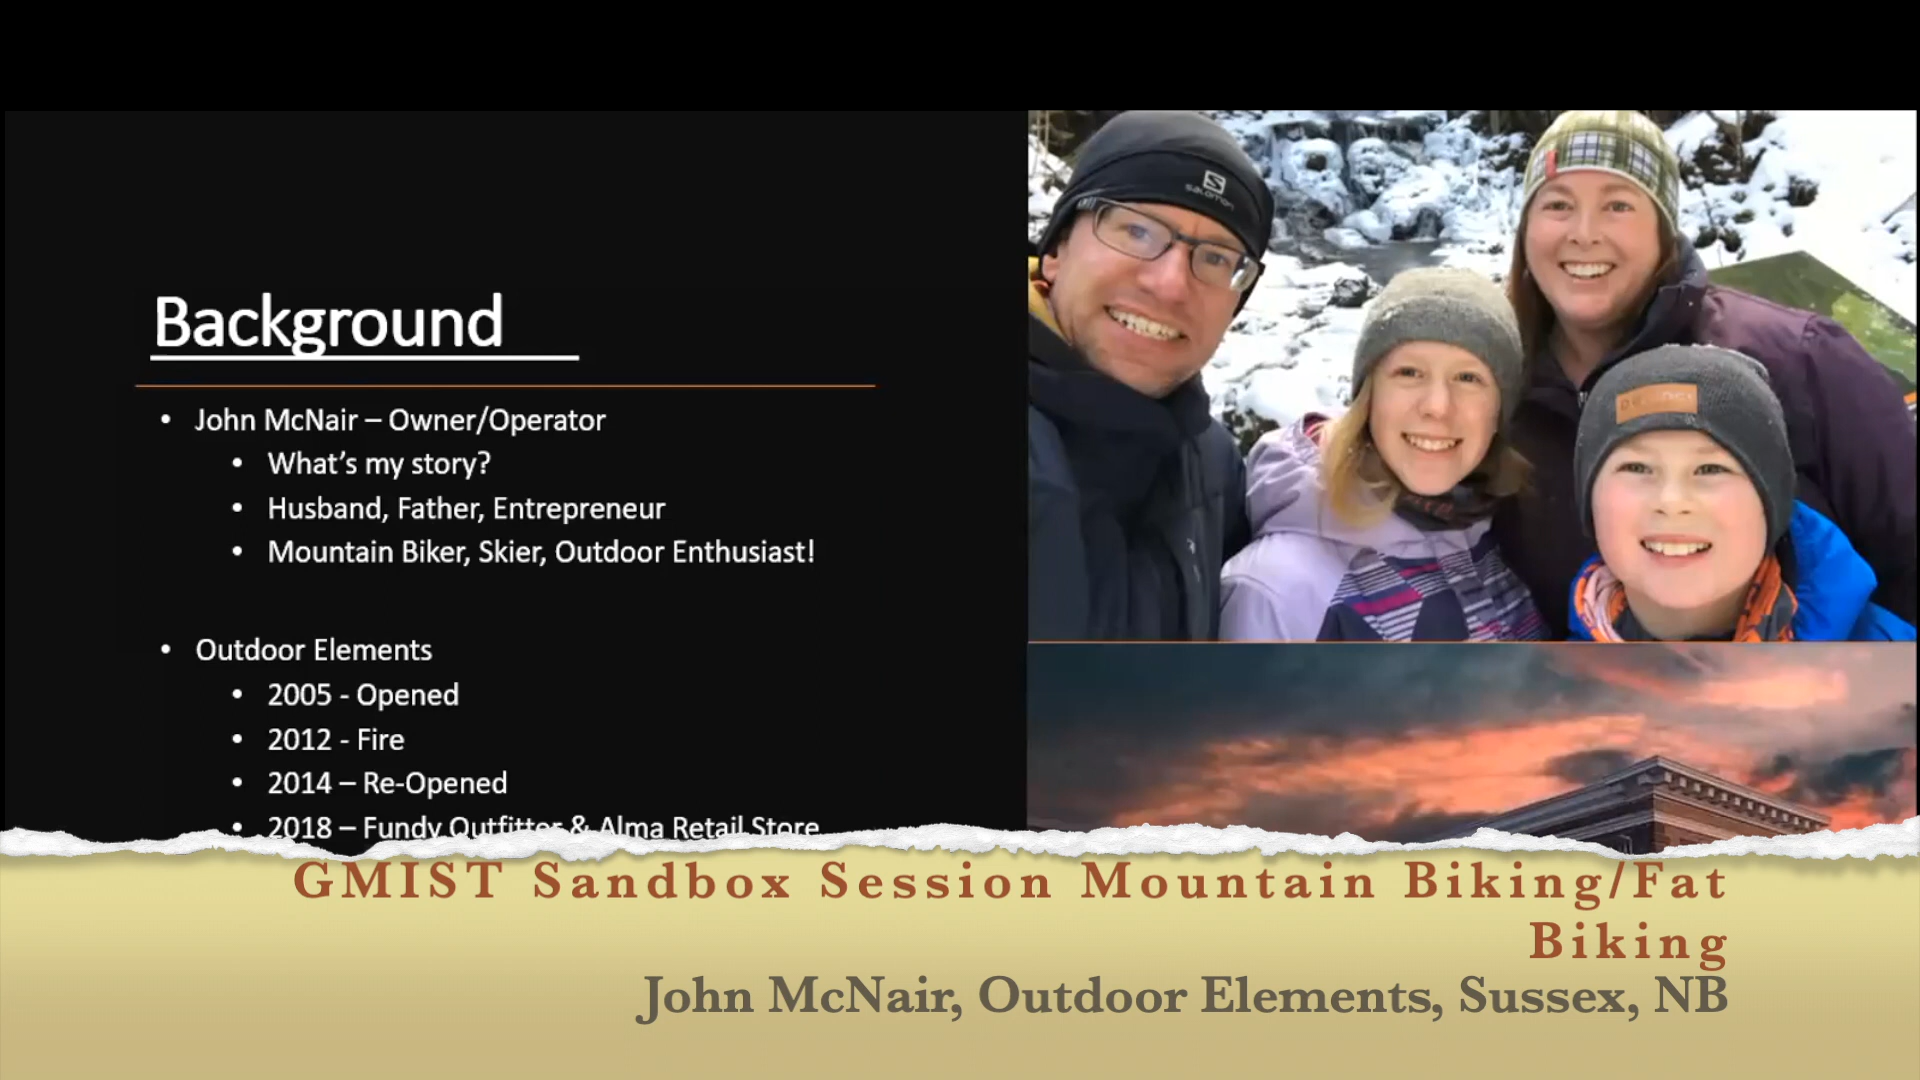 Background
• John McNair – Owner/Operator
• What's my story?
• Husband, Father, Entrepreneur
• Mountain Biker, Skier, Outdoor Enthusiast!
• Outdoor Elements
• 2005 - Opened
• 2012 - Fire
• 2014 – Re-Opened
• 2018 – Fundy Outfitter & Alma Retail Store
salomon
GMIST Sandbox Session Mountain Biking/Fat
Biking
John McNair, Outdoor Elements, Sussex, NB